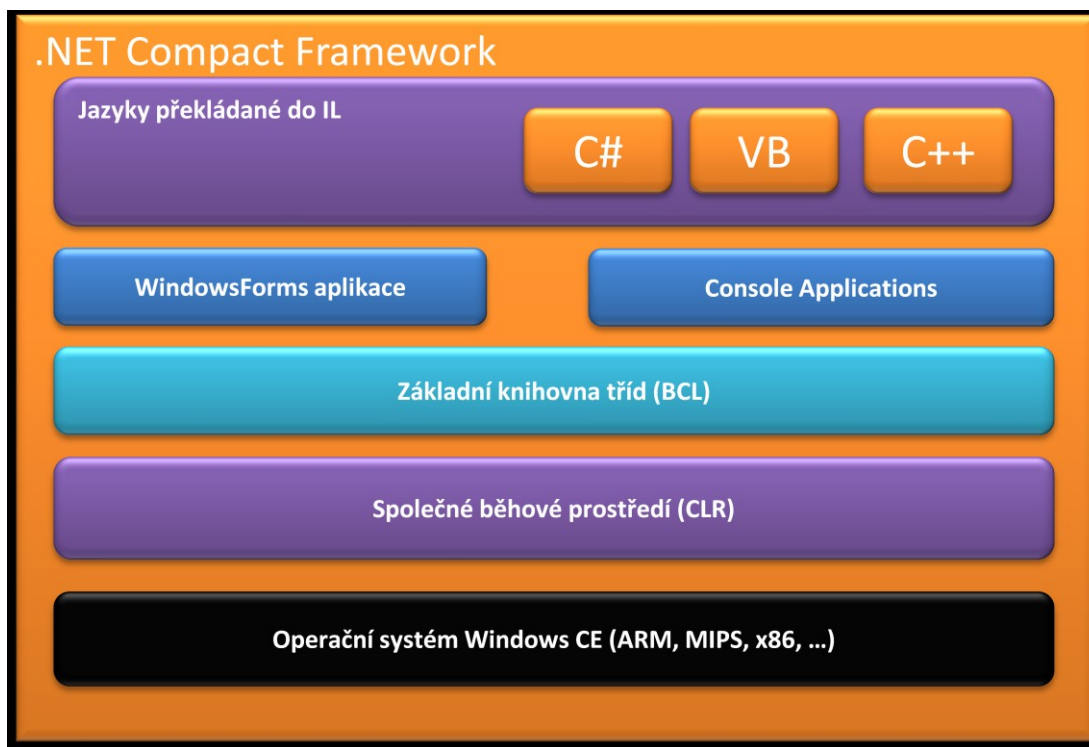 .NET Compact Framework
Jazyky překládané do IL
C#
VB
C++
WindowsForms aplikace
Console Applications
Základní knihovna tříd (BCL)
Společné běhové prostředí (CLR)
Operační systém Windows CE (ARM, MIPS, x86, ...)